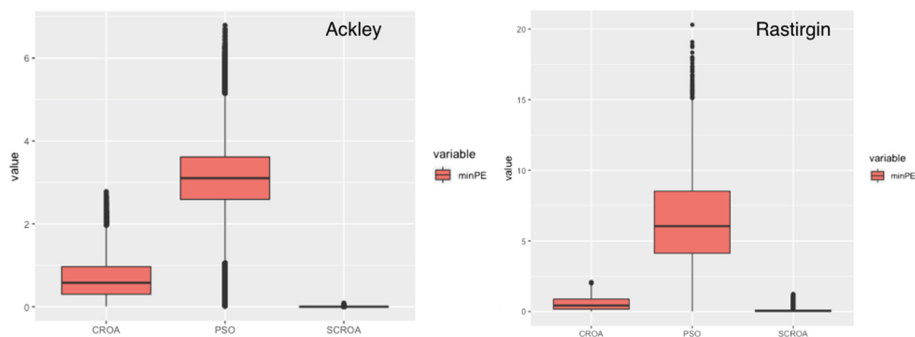 Ackley
6
4
2
0
value
CROA
PSO
SCROA
variable
minPE
Rastirgin
20
15
10
5
0
value
CROA
PSO
SCROA
variable
minPE